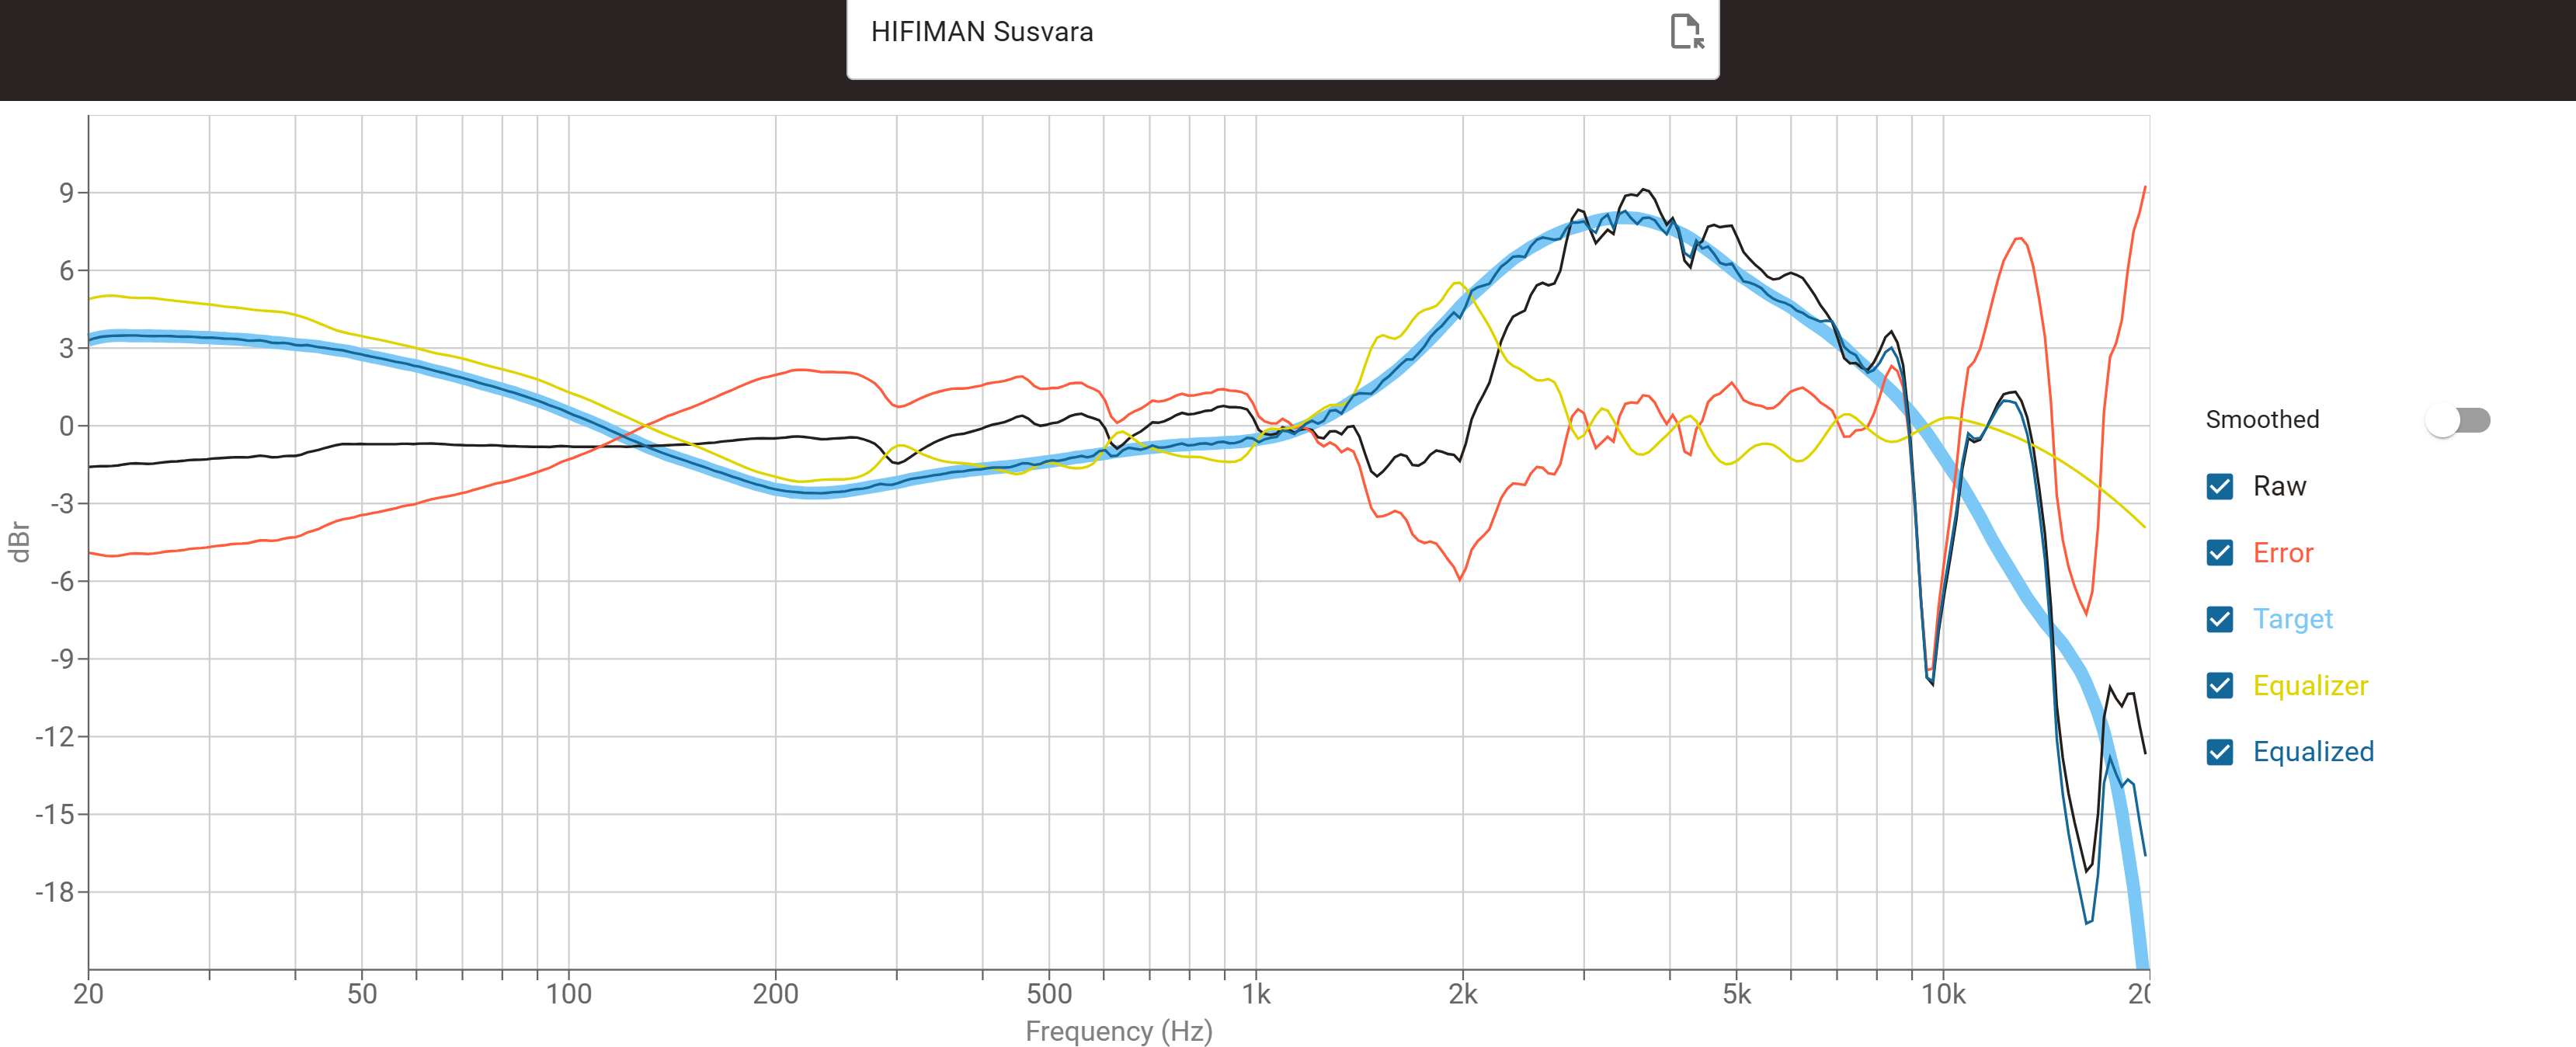 HIFIMAN Susvara
9
6
3
0
-3
-6
-9
-12
-15
-18
dBr
20 50 100 200 500 1k 2k 5k 10k
Frequency (Hz)
Smoothed
Raw
Error
Target
Equalizer
Equalized